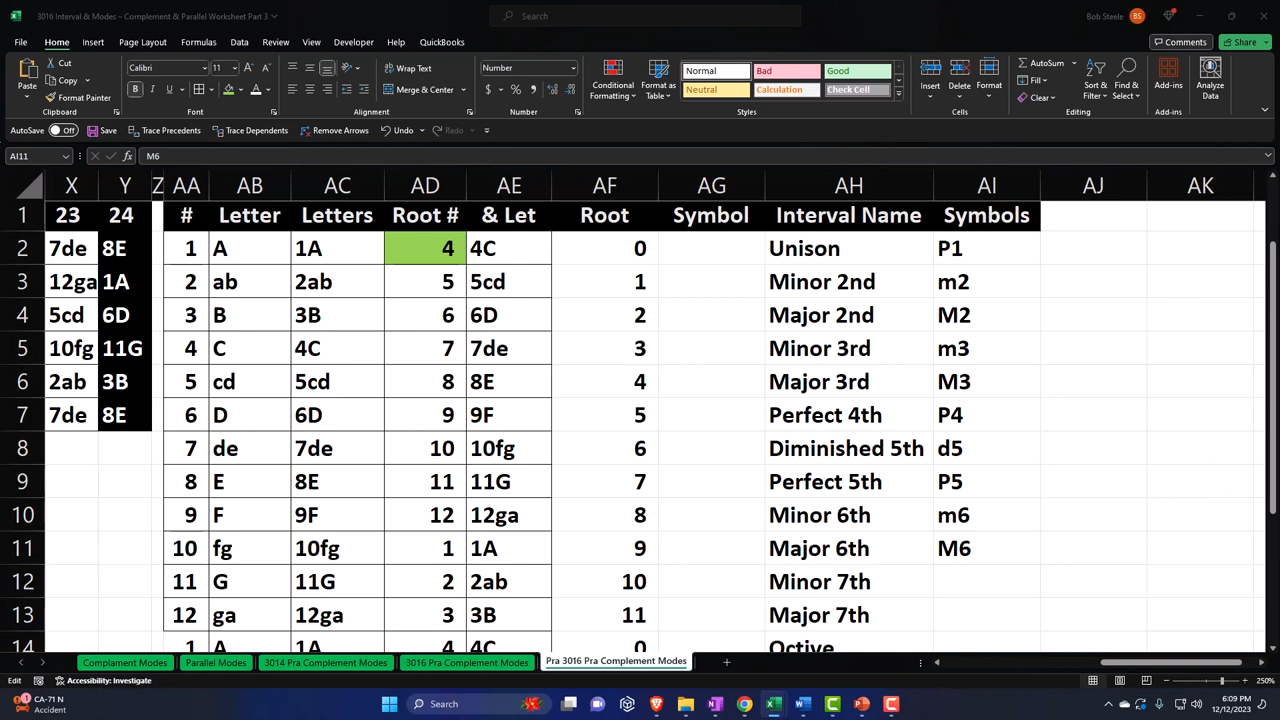 3016 Interval & Modes – Complement & Parallel Worksheet Part 3
Search
Bob Steele
BS
File Home Insert Page Layout Formulas Data Review View Developer Help QuickBooks
Comments
Share
Paste
Cut
Copy
Format Painter
Clipboard
Calibri
11
B I U
Font
Wrap Text
Merge & Center
Alignment
Number
$ % ,
Number
Conditional Formatting
Format as Table
Normal Bad Good
Neutral Calculation Check Cell
Styles
Insert Delete Format
Cells
AutoSum
Fill
Clear
Sort & Filter
Find & Select
Editing
Add-ins
Add-ins
Analyze Data
AutoSave Off Save Trace Precedents Trace Dependents Remove Arrows Undo Redo
AI11 fx M6
X Y Z AA AB AC AD AE AF AG AH AI AJ AK
1 23 24 # Letter Letters Root # & Let Root Symbol Interval Name Symbols
2 7de 8E 1 A 1A 4 4C 0 Unison P1
3 12ga 1A 2 ab 2ab 5 5cd 1 Minor 2nd m2
4 5cd 6D 3 B 3B 6 6D 2 Major 2nd M2
5 10fg 11G 4 C 4C 7 7de 3 Minor 3rd m3
6 2ab 3B 5 cd 5cd 8 8E 4 Major 3rd M3
7 7de 8E 6 D 6D 9 9F 5 Perfect 4th P4
8 7 de 7de 10 10fg 6 Diminished 5th d5
9 8 E 8E 11 11G 7 Perfect 5th P5
10 9 F 9F 12 12ga 8 Minor 6th m6
11 10 fg 10fg 1 1A 9 Major 6th M6
12 11 G 11G 2 2ab 10 Minor 7th
13 12 ga 12ga 3 3B 11 Major 7th
14 1 A 1A 4 4C 0 Octive
Complament Modes Parallel Modes 3014 Pra Complement Modes 3016 Pra Complement Modes Pra 3016 Pra Complement Modes
Edit Accessibility: Investigate
250%
CA-71 N
Accident
Search
6:09 PM
12/12/2023